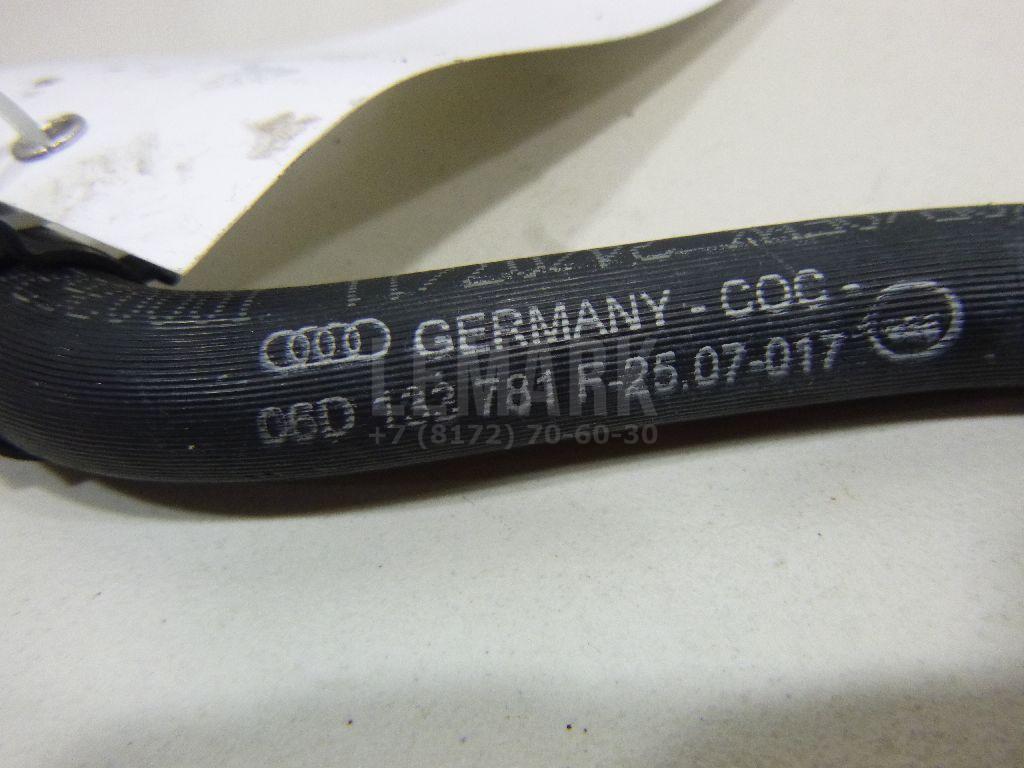 GERMANY - COC -
06D 133 781 F-25.07-017
LEMARK
+7 (8172) 70-60-30